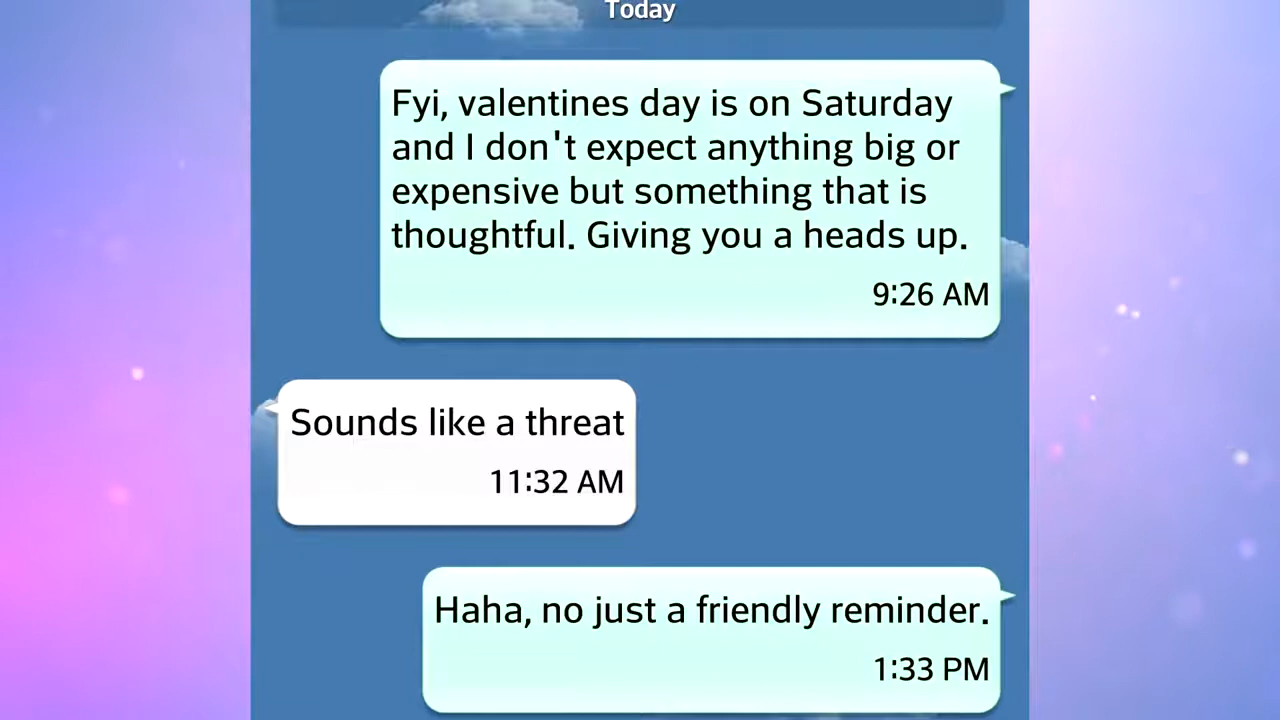 Today
Fyi, valentines day is on Saturday
and I don't expect anything big or
expensive but something that is
thoughtful. Giving you a heads up.
9:26 AM
Sounds like a threat
11:32 AM
Haha, no just a friendly reminder.
1:33 PM